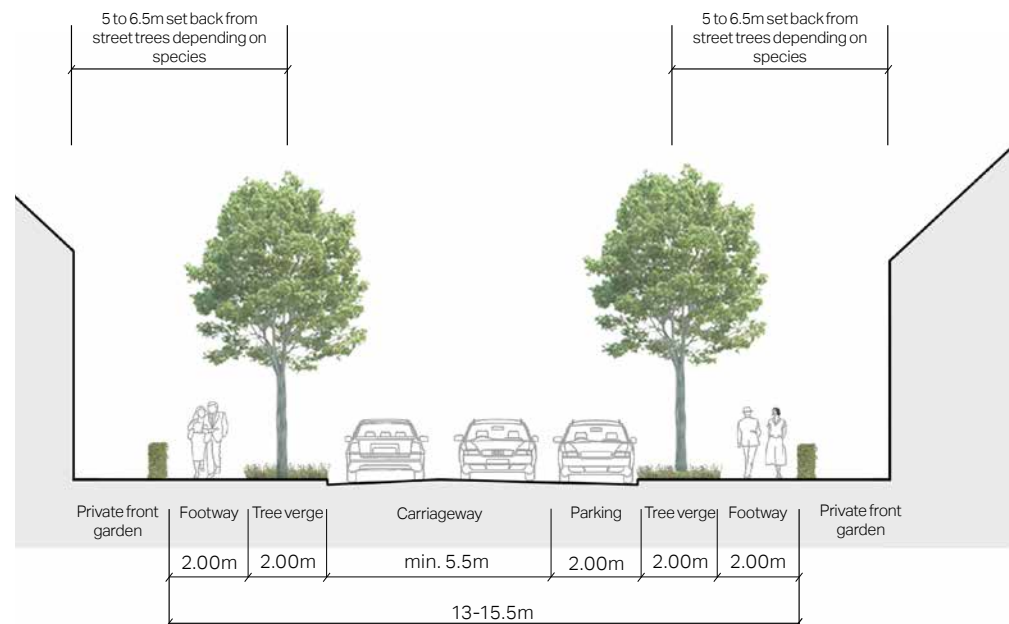 5 to 6.5m set back from
street trees depending on
species
5 to 6.5m set back from
street trees depending on
species
Private front
garden
Footway
Tree verge
Carriageway
Parking
Tree verge
Footway
Private front
garden
2.00m
2.00m
min. 5.5m
2.00m
2.00m
2.00m
13-15.5m